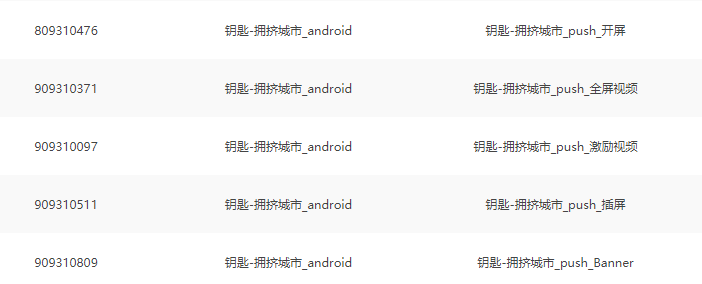 809310476 钥匙-拥挤城市_android 钥匙-拥挤城市_push_开屏
909310371 钥匙-拥挤城市_android 钥匙-拥挤城市_push_全屏视频
909310097 钥匙-拥挤城市_android 钥匙-拥挤城市_push_激励视频
909310511 钥匙-拥挤城市_android 钥匙-拥挤城市_push_插屏
909310809 钥匙-拥挤城市_android 钥匙-拥挤城市_push_Banner